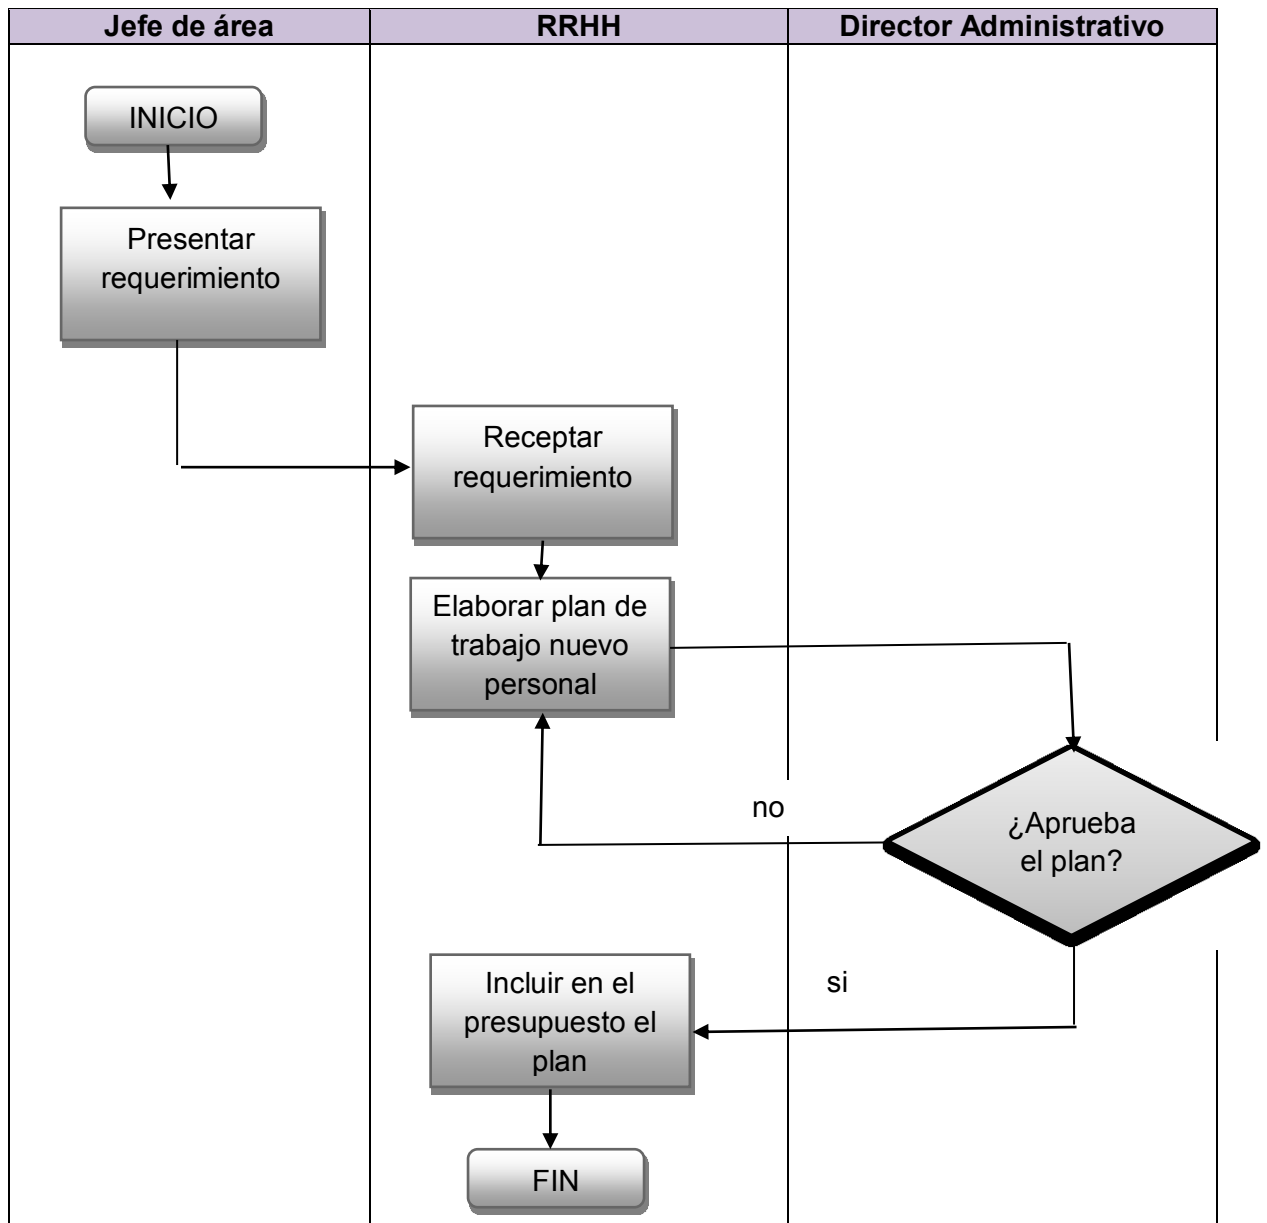 Jefe de área
RRHH
Director Administrativo
INICIO
Presentar
requerimiento
Receptar
requerimiento
Elaborar plan de
trabajo nuevo
personal
no
¿Aprueba
el plan?
si
Incluir en el
presupuesto el
plan
FIN